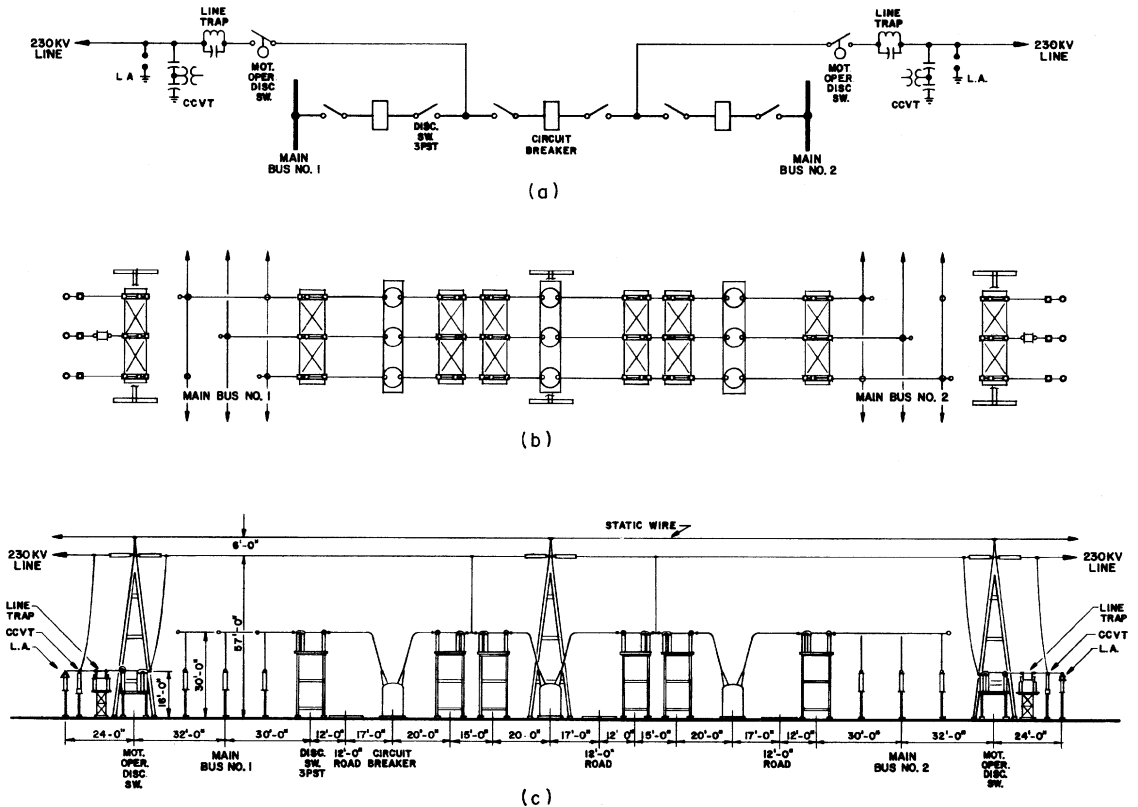 LINE
TRAP
230KV
LINE
L.A
CCVT
MOT.
OPER
DISC
SW.
MAIN
BUS NO. 1
DISC.
SW.
3PST
CIRCUIT
BREAKER
MAIN
BUS NO. 2
LINE
TRAP
MOT.
OPER
DISC
SW.
CCVT
L.A.
230KV
LINE
(a)
MAIN BUS NO. 1
MAIN BUS NO. 2
(b)
STATIC WIRE
6'-0"
230KV
LINE
230KV
LINE
LINE
TRAP
CCVT
L.A.
57'-0"
30'-0"
16'-0"
LINE
TRAP
CCVT
L.A.
24'-0" 32'-0" 30'-0" 12'-0" 17'-0" 20'-0" 15'-0" 20.0" 17'-0" 12'0" 15'-0" 20'-0" 17'-0" 12'-0" 30'-0" 32'-0" 24'-0"
MOT.
OPER.
DISC.
SW.
MAIN
BUS NO. 1
DISC.
SW.
3PST
12'-0"
ROAD
CIRCUIT
BREAKER
12'-0"
ROAD
12'-0"
ROAD
MAIN
BUS NO. 2
MOT.
OPER.
DISC.
SW.
(c)